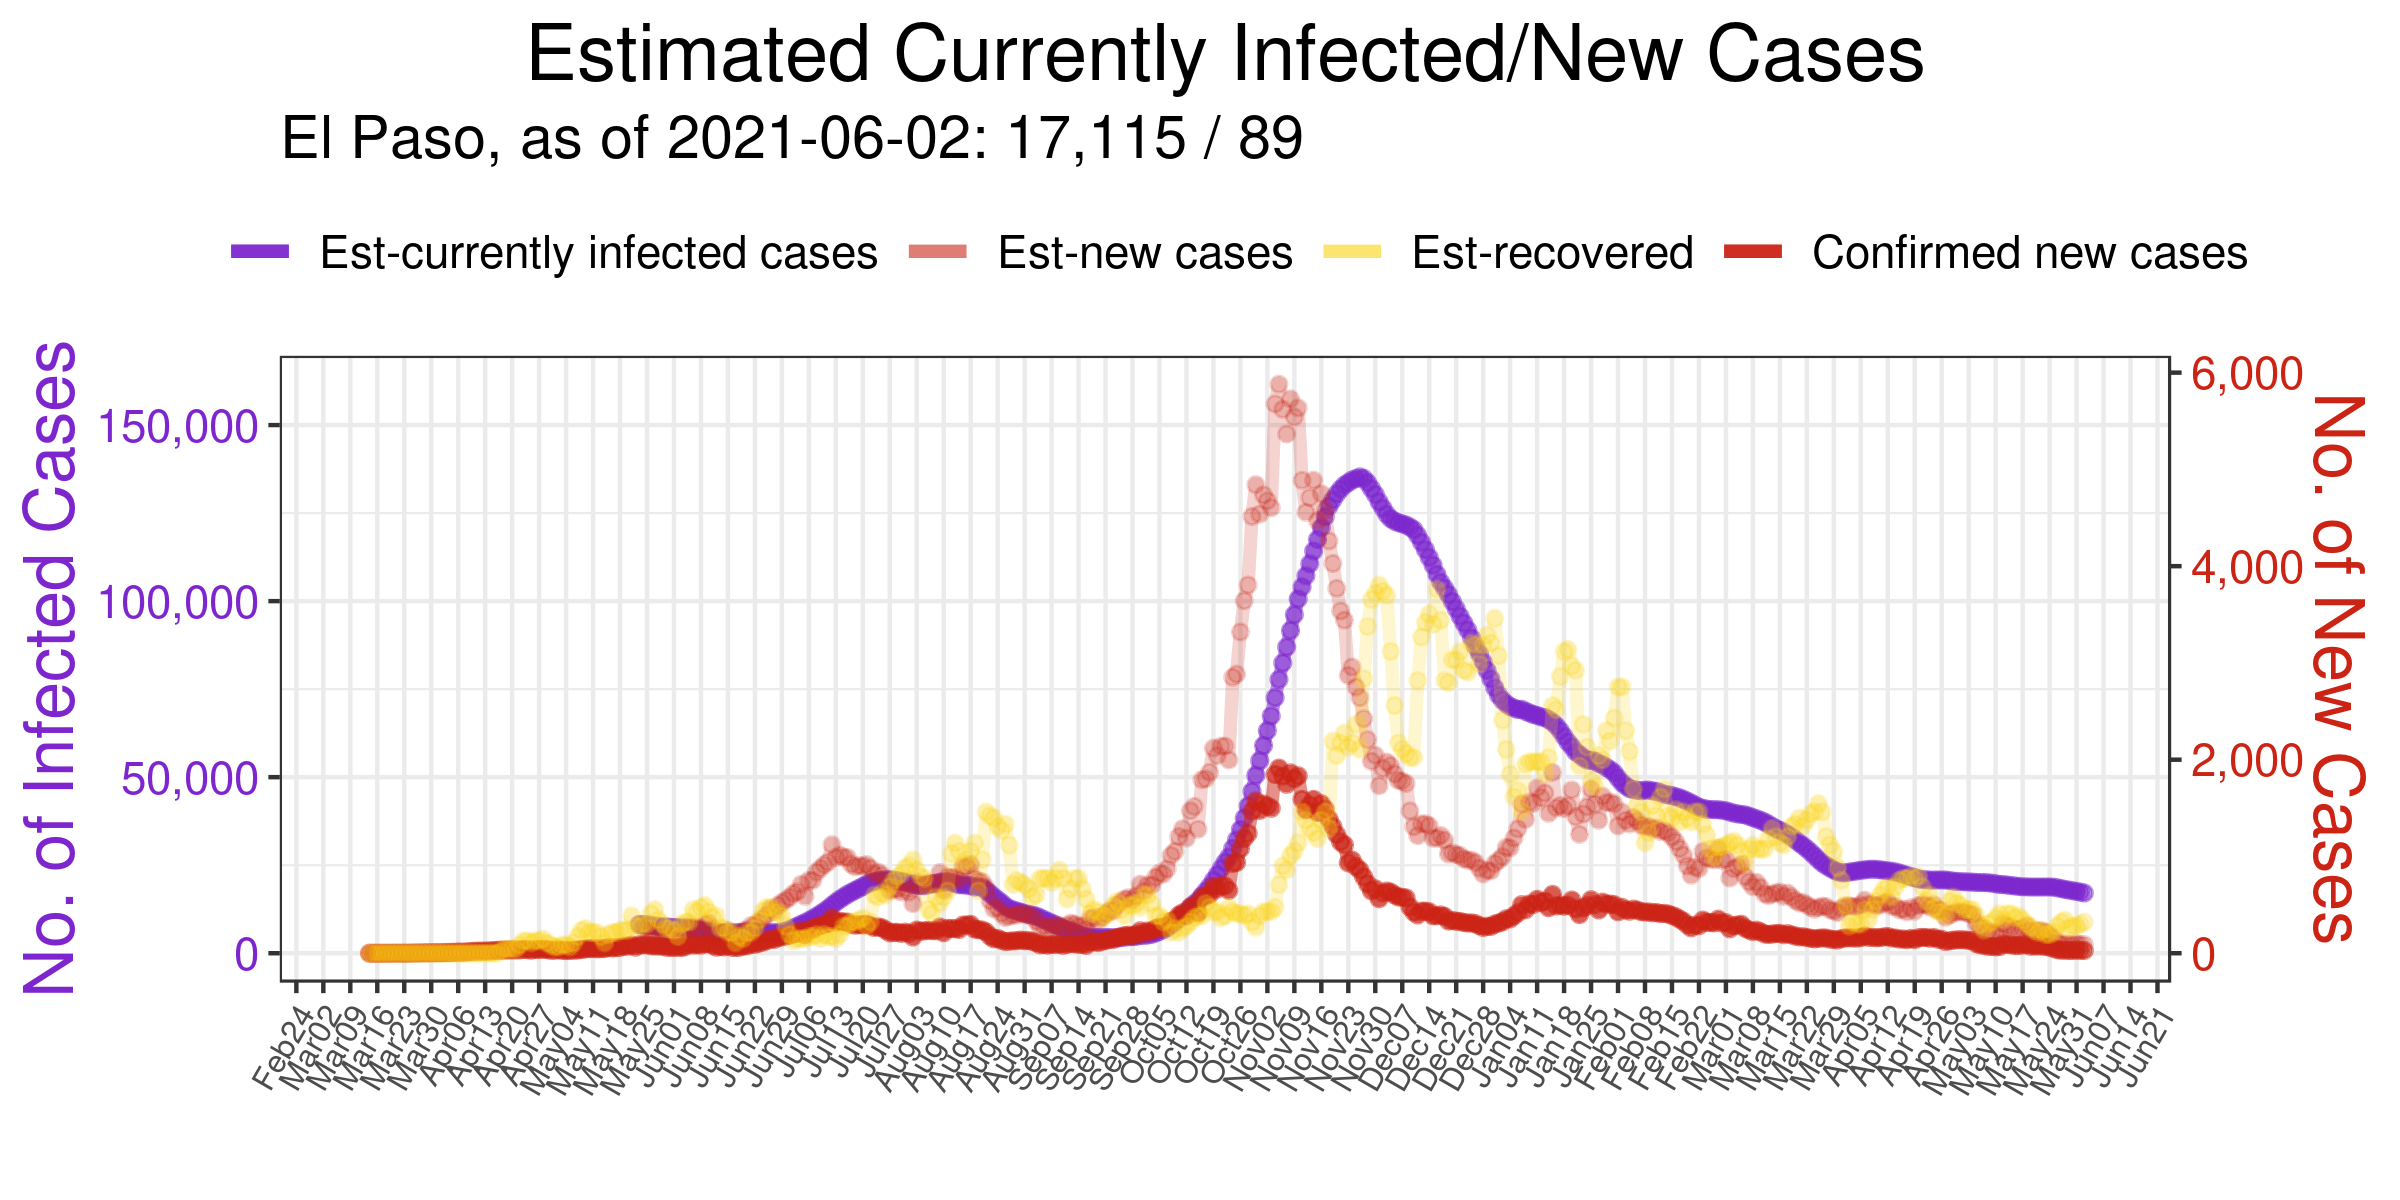 Estimated Currently Infected/New Cases
El Paso, as of 2021-06-02: 17,115 / 89
Est-currently infected cases Est-new cases Est-recovered Confirmed new cases
No. of Infected Cases
150,000
100,000
50,000
0
6,000
4,000
2,000
0
No. of New Cases
Feb24 Mar02 Mar09 Mar16 Mar23 Mar30 Apr06 Apr13 Apr20 Apr27 May04 May11 May18 May25 Jun01 Jun08 Jun15 Jun22 Jun29 Jul06 Jul13 Jul20 Jul27 Aug03 Aug10 Aug17 Aug24 Aug31 Sep07 Sep14 Sep21 Sep28 Oct05 Oct12 Oct19 Oct26 Nov02 Nov09 Nov16 Nov23 Nov30 Dec07 Dec14 Dec21 Dec28 Jan04 Jan11 Jan18 Jan25 Feb01 Feb08 Feb15 Feb22 Mar01 Mar08 Mar15 Mar22 Mar29 Apr05 Apr12 Apr19 Apr26 May03 May10 May17 May24 May31 Jun07 Jun14 Jun21